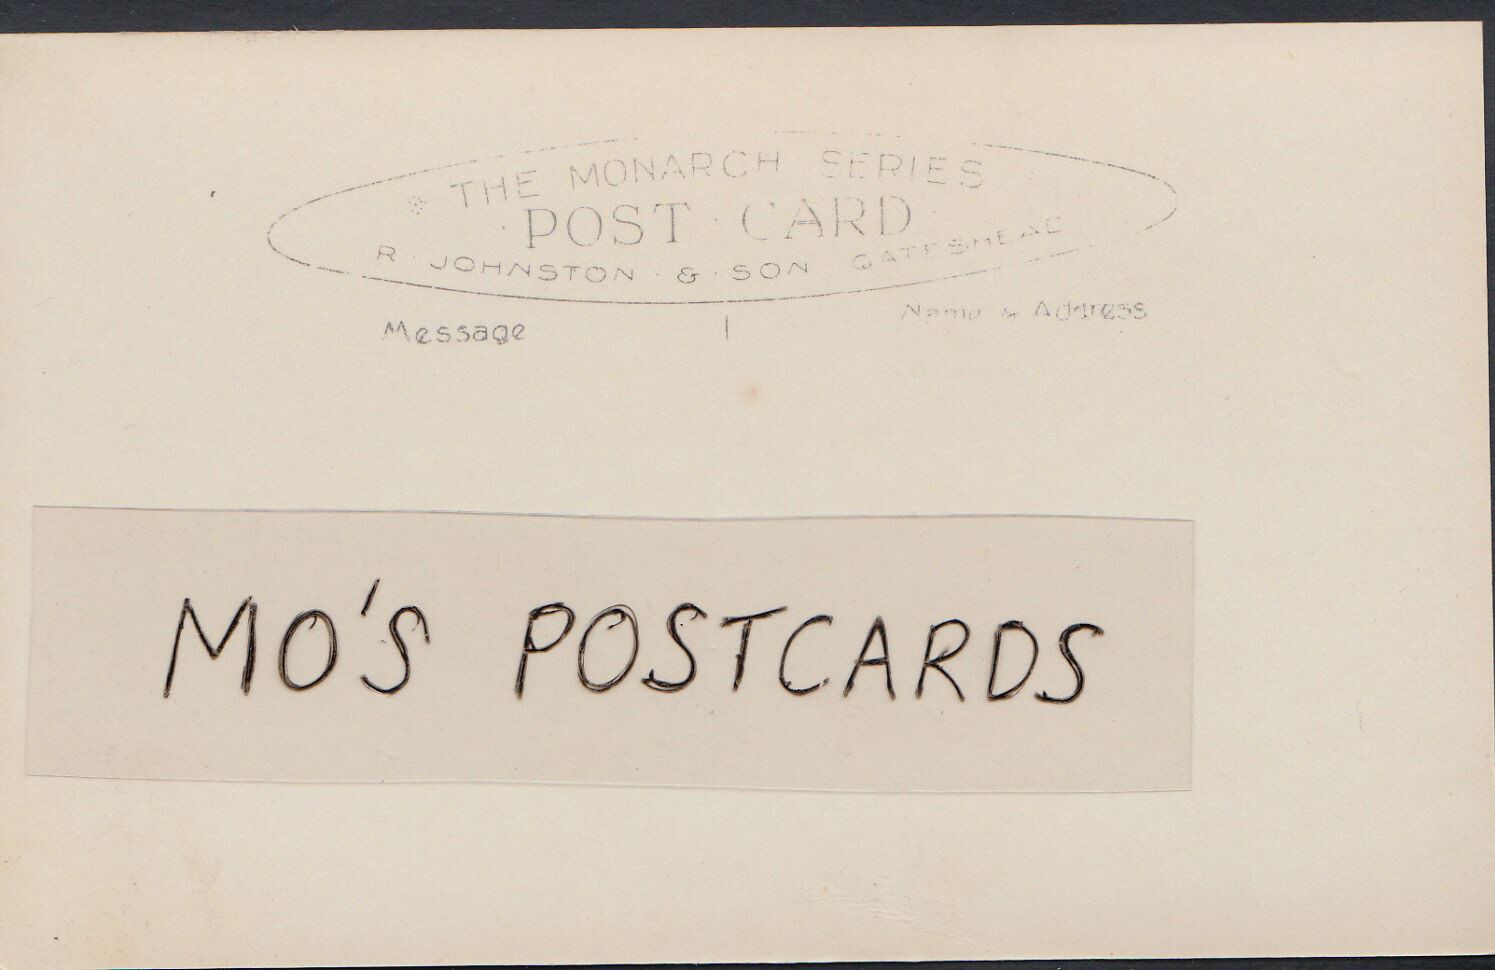 THE MONARCH SERIES
· POST · CARD ·
R · JOHNSTON · & · SON GATESHEAD
Message | Name & Address
MO'S POSTCARDS